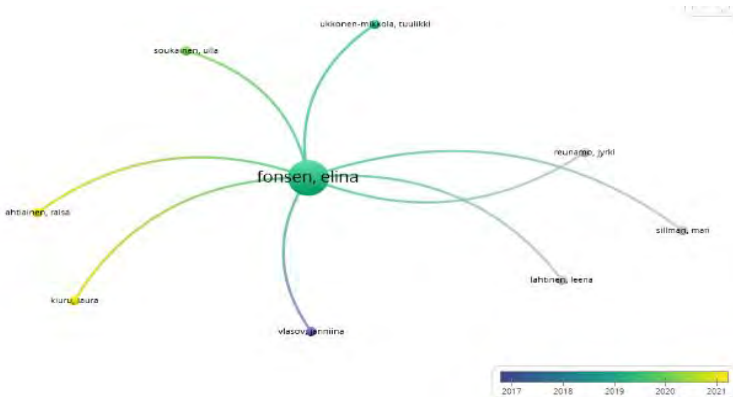 ukkonen-mikkola, tuulikki
soukainen, ulla
reunamo, jyrki
fonsen, elina
ahtiainen, raisa
sillman, mari
lahtinen, leena
kiuru, laura
vlasov, janniina
2017 2018 2019 2020 2021